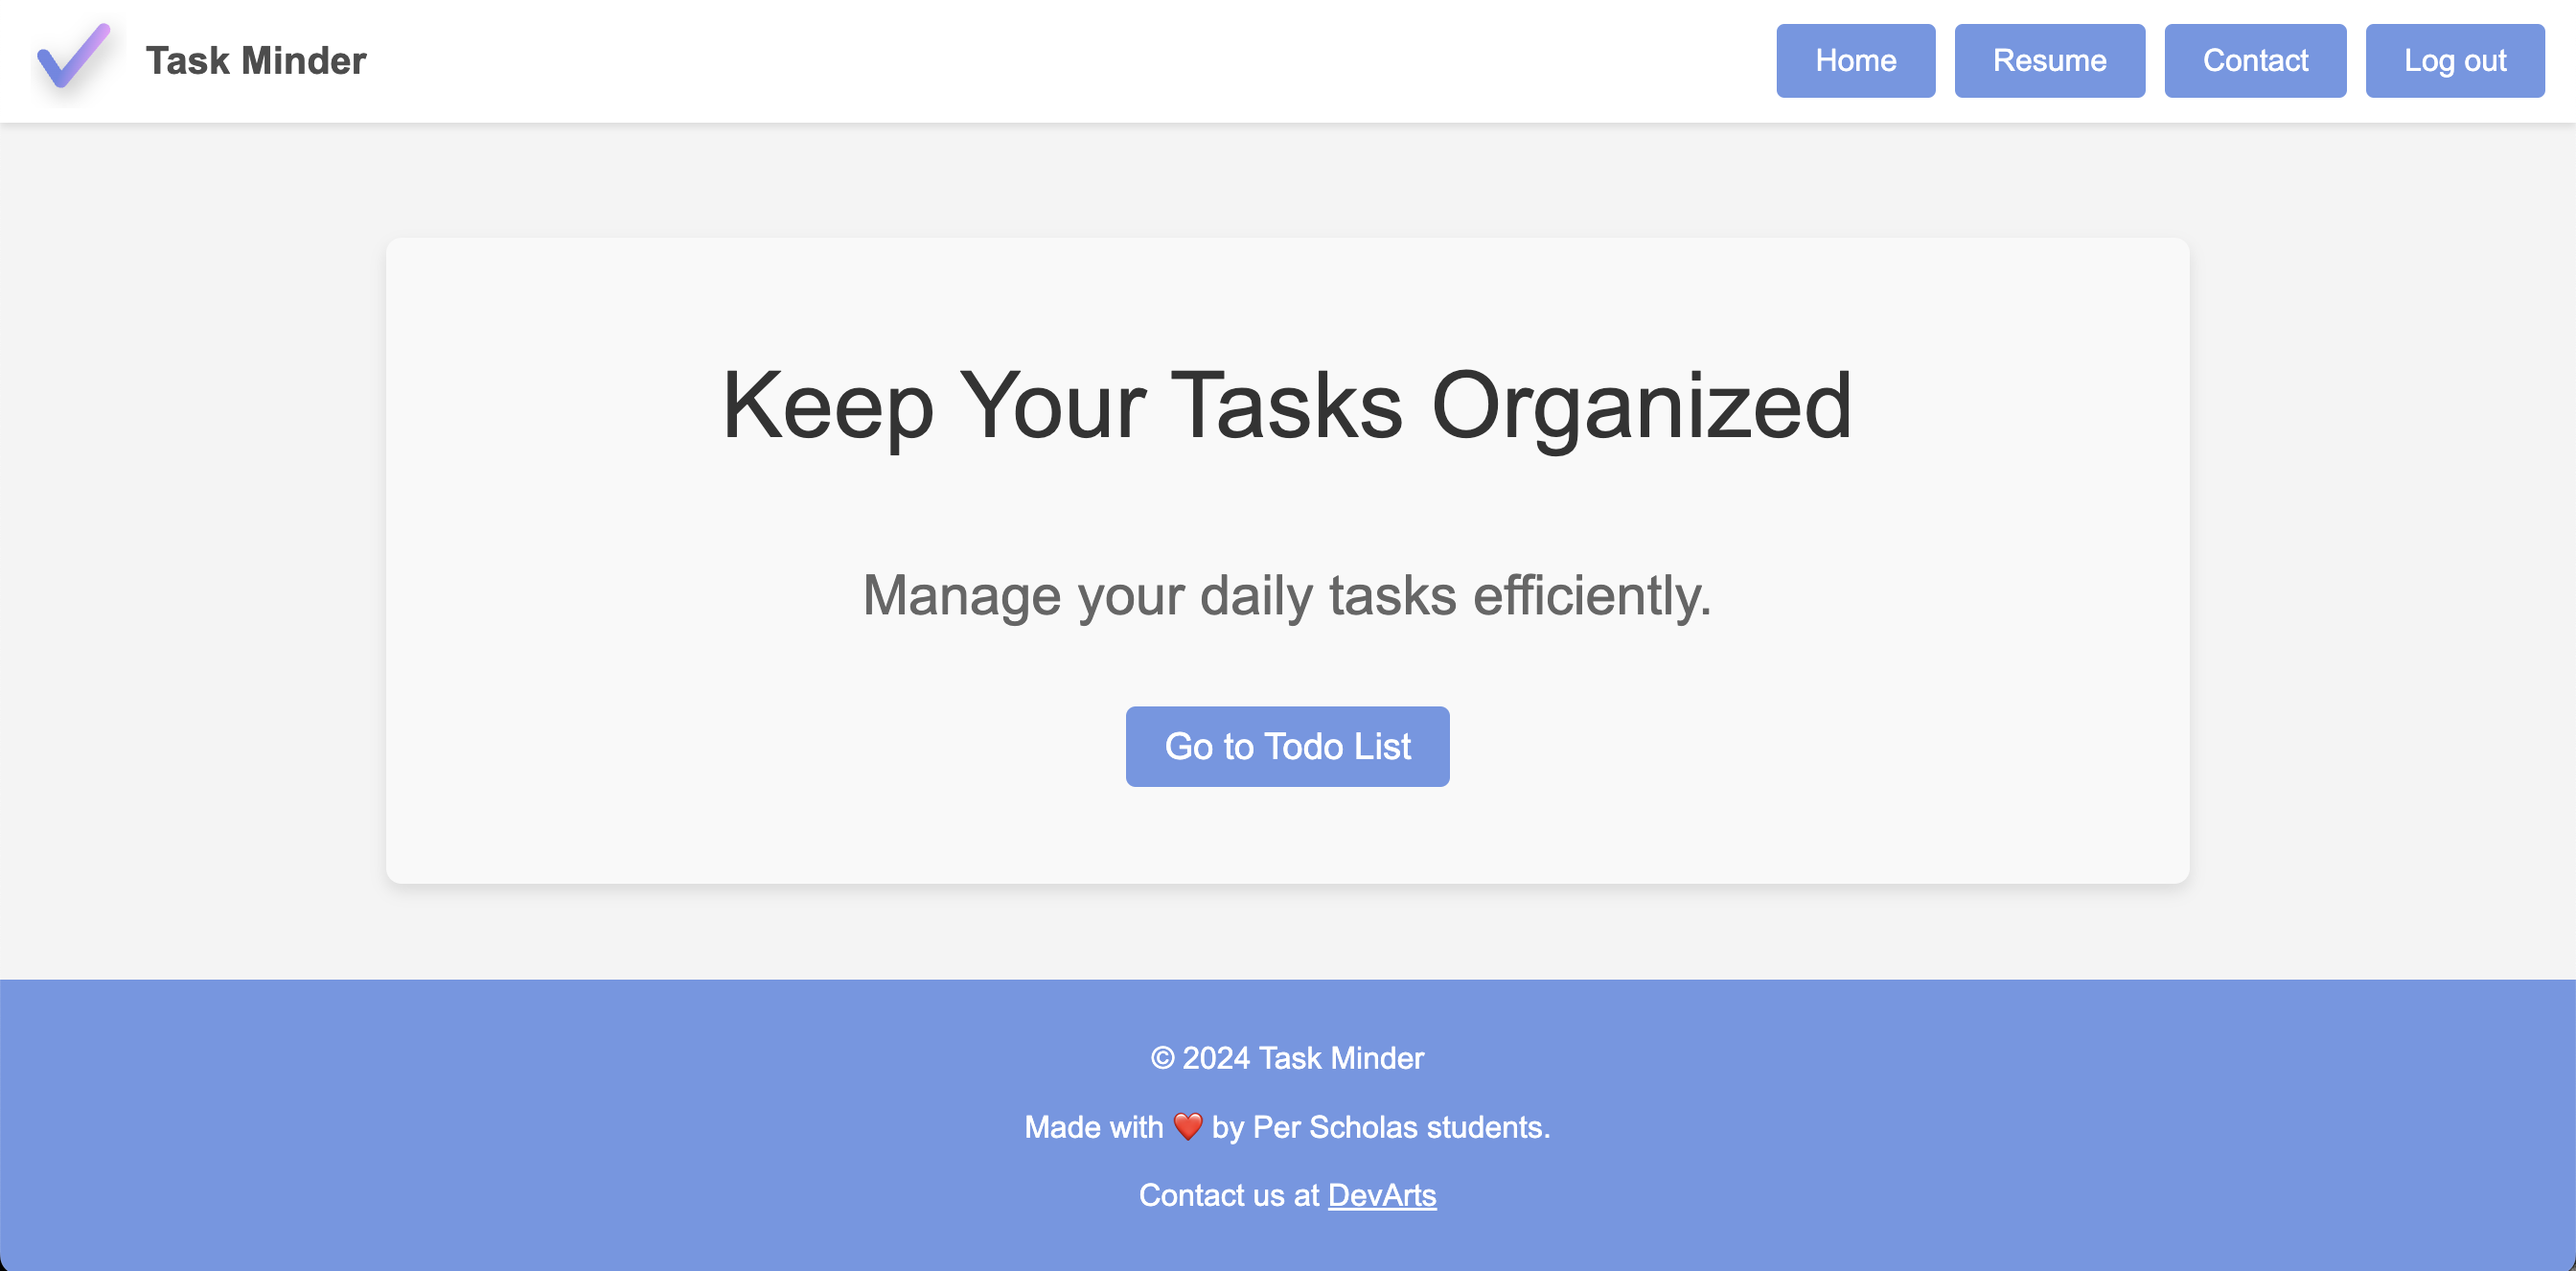 Task Minder
Home Resume Contact Log out
Keep Your Tasks Organized
Manage your daily tasks efficiently.
Go to Todo List
© 2024 Task Minder
Made with ❤️ by Per Scholas students.
Contact us at DevArts